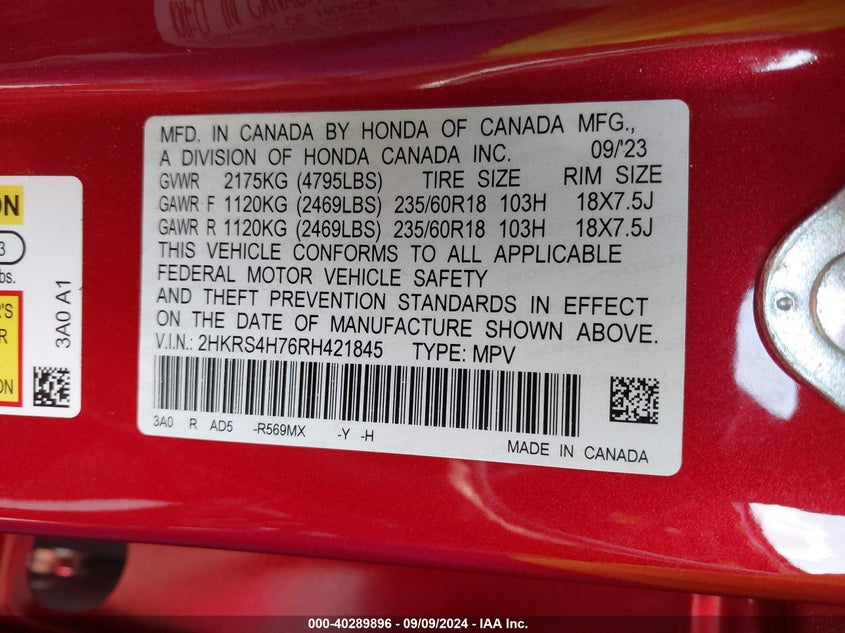 MFD. IN CANADA BY HONDA OF CANADA MFG.,
A DIVISION OF HONDA CANADA INC. 09/'23
GVWR 2175KG (4795LBS) TIRE SIZE RIM SIZE
GAWR F 1120KG (2469LBS) 235/60R18 103H 18X7.5J
GAWR R 1120KG (2469LBS) 235/60R18 103H 18X7.5J
THIS VEHICLE CONFORMS TO ALL APPLICABLE
FEDERAL MOTOR VEHICLE SAFETY
AND THEFT PREVENTION STANDARDS IN EFFECT
ON THE DATE OF MANUFACTURE SHOWN ABOVE.
V.I.N.: 2HKRS4H76RH421845 TYPE: MPV
3A0 R AD5 -R569MX -Y -H
MADE IN CANADA
ON
3
bs.
R'S
R
ON
3A0 A1
000-40289896 - 09/09/2024 - IAA Inc.